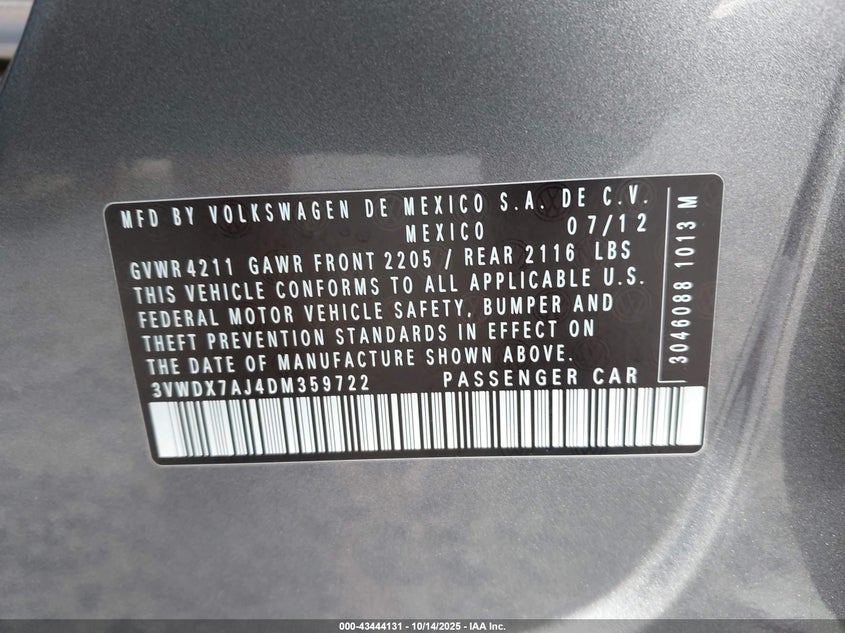 MFD BY VOLKSWAGEN DE MEXICO S.A. DE C.V.
MEXICO 07/12
GVWR 4211 GAWR FRONT 2205 / REAR 2116 LBS
THIS VEHICLE CONFORMS TO ALL APPLICABLE U.S.
FEDERAL MOTOR VEHICLE SAFETY, BUMPER AND
THEFT PREVENTION STANDARDS IN EFFECT ON
THE DATE OF MANUFACTURE SHOWN ABOVE.
3VWDX7AJ4DM359722 PASSENGER CAR
3046088 1013 M
000-43444131 - 10/14/2025 - IAA Inc.